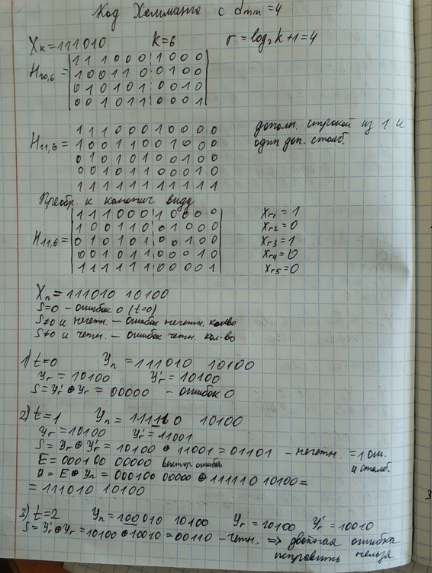 Код Хемминга с dmin=4
Xк=111010 k=6 r=log₂k+1=4
H10,6=
1 1 1 0 0 0 1 0 0 0
1 0 0 1 1 0 0 1 0 0
0 1 0 1 0 1 0 0 1 0
0 0 1 0 1 1 0 0 0 1
H11,6=
1 1 1 0 0 0 1 0 0 0 0
1 0 0 1 1 0 0 1 0 0 0
0 1 0 1 0 1 0 0 1 0 0
0 0 1 0 1 1 0 0 0 1 0
1 1 1 1 1 1 1 1 1 1 1
дополн. строкой из 1 и
один доп. столб.
Преобр. к канонич виду
H11,6=
1 1 1 0 0 0 1 0 0 0 0
1 0 0 1 1 0 0 1 0 0 0
0 1 0 1 0 1 0 0 1 0 0
0 0 1 0 1 1 0 0 0 1 0
1 1 1 1 1 1 0 0 0 0 1
Xr1 = 1
Xr2 = 0
Xr3 = 1
Xr4 = 0
Xr5 = 0
Xn = 111010 10100
S=0 – ошибок 0 (t=0)
S≠0 и нечетн. – ошибок нечетн. кол-во
S≠0 и четн. – ошибок четн. кол-во
1) t=0 Yn = 111010 10100
Yr = 10100 Yr' = 10100
S = Yr' ⊕ Yr = 00000 – ошибок 0
2) t=1 Yn = 111110 10100
Yr = 10100 Yr' = 11001
S = Yr ⊕ Yr' = 10100 ⊕ 11001 = 01101 – нечетн. = 1 ош.
4 столб.
E = 000100 00000 вектор ошибки
= E ⊕ Yn = 000100 00000 ⊕ 111110 10100 =
= 111010 10100
3) t=2 Yn = 100010 10100 Yr = 10100 Yr' = 10010
S = Yr' ⊕ Yr = 10100 ⊕ 10010 = 00110 – четн. ⇒ двойная ошибка
исправить нельзя